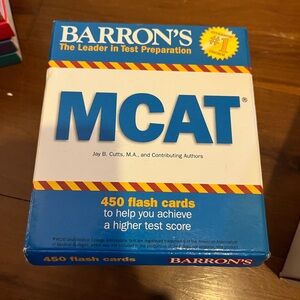 BARRON'S
The Leader in Test Preparation
#1
MCAT®
Jay B. Cutts, M.A., and Contributing Authors
450 flash cards
to help you achieve
a higher test score
450 flash cards BARRON'S